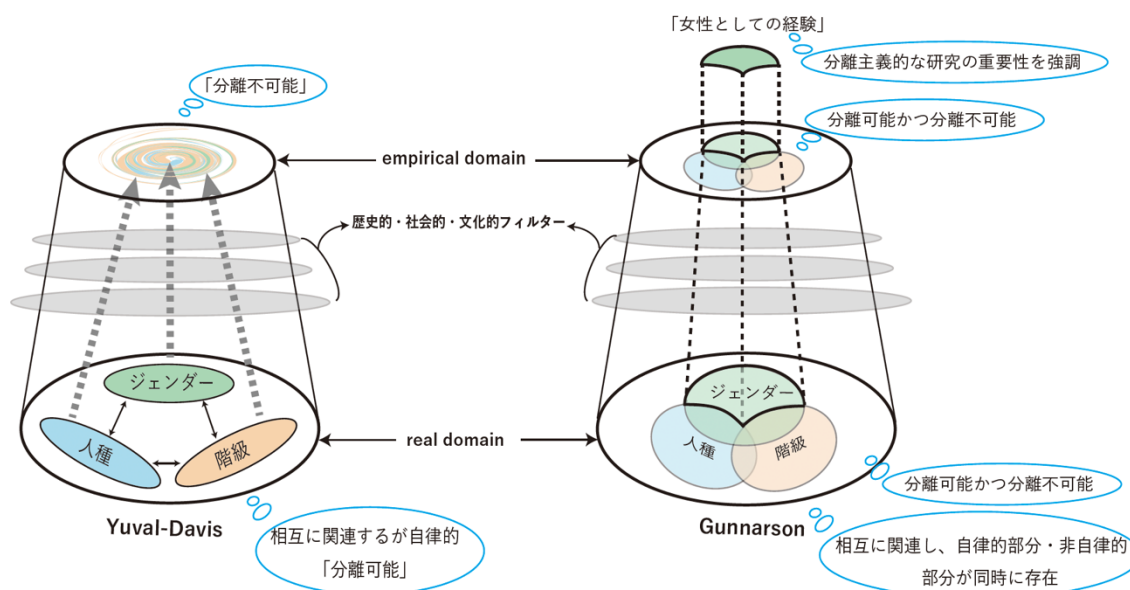 「女性としての経験」
分離主義的な研究の重要性を強調
「分離不可能」
分離可能かつ分離不可能
empirical domain
歴史的・社会的・文化的フィルター
ジェンダー
人種
階級
ジェンダー
人種
階級
real domain
分離可能かつ分離不可能
Yuval-Davis
Gunnarson
相互に関連するが自律的
「分離可能」
相互に関連し、自律的部分・非自律的
部分が同時に存在